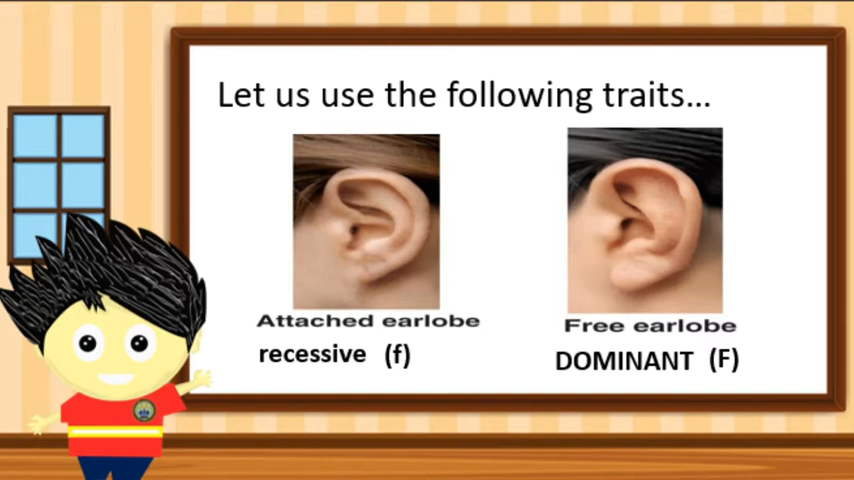 Let us use the following traits...
Attached earlobe
recessive (f)
Free earlobe
DOMINANT (F)